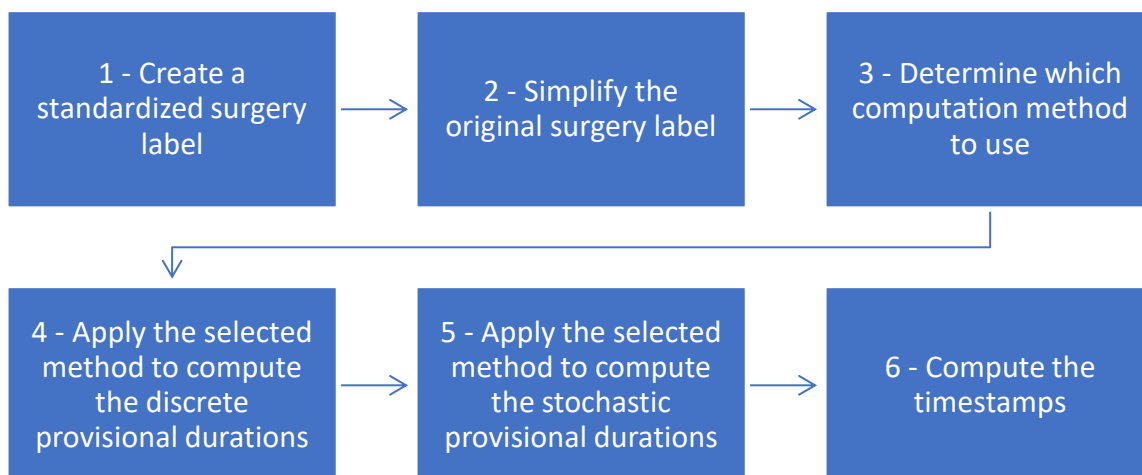 1 - Create a
standardized surgery
label
2 - Simplify the
original surgery label
3 - Determine which
computation method
to use
4 - Apply the selected
method to compute
the discrete
provisional durations
5 - Apply the selected
method to compute
the stochastic
provisional durations
6 - Compute the
timestamps